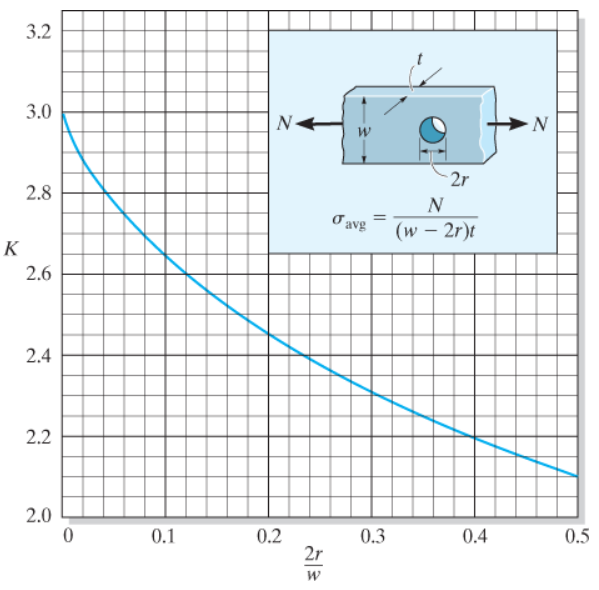 3.2
3.0
2.8
2.6
2.4
2.2
2.0
K
0 0.1 0.2 0.3 0.4 0.5
2r
w
t
N w N
2r
σavg = N
(w − 2r)t